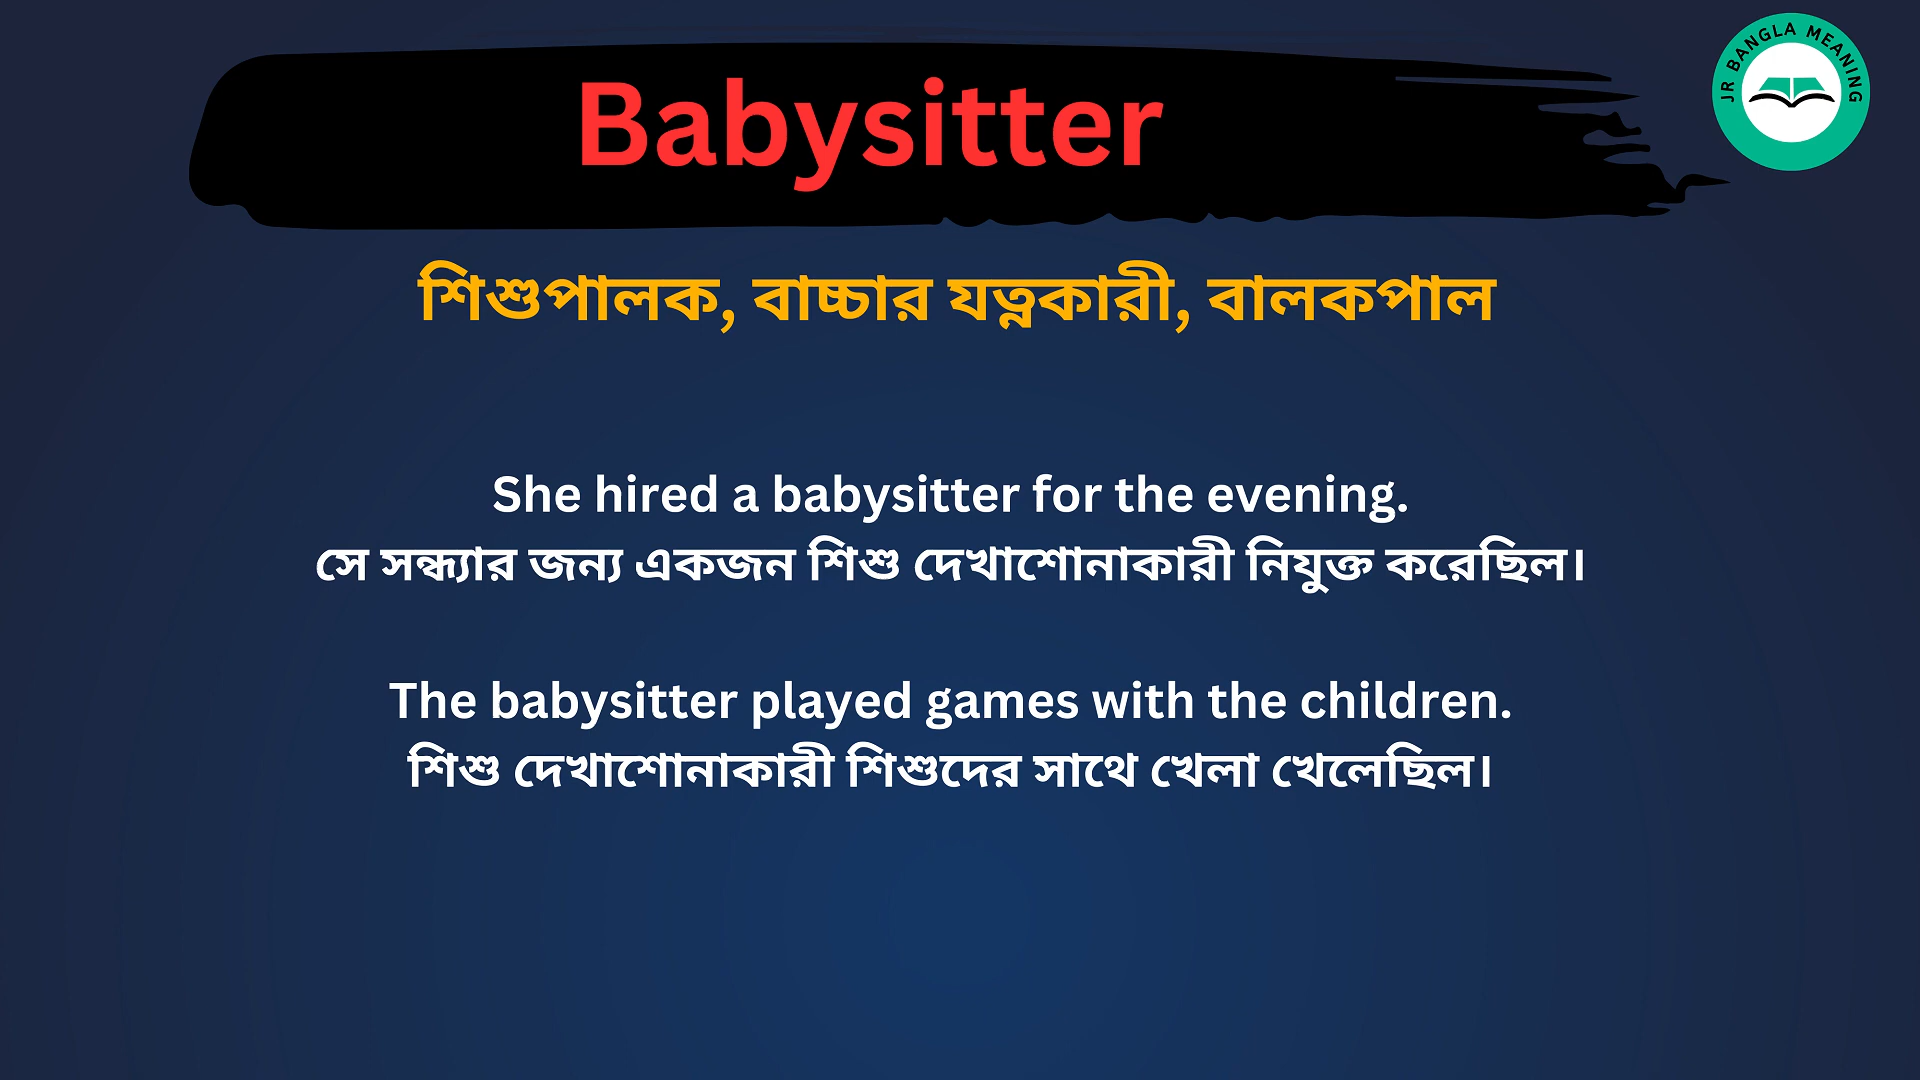 Babysitter
JR BANGLA MEANING
শিশুপালক, বাচ্চার যত্নকারী, বালকপাল
She hired a babysitter for the evening.
সে সন্ধ্যার জন্য একজন শিশু দেখাশোনাকারী নিযুক্ত করেছিল।
The babysitter played games with the children.
শিশু দেখাশোনাকারী শিশুদের সাথে খেলা খেলেছিল।